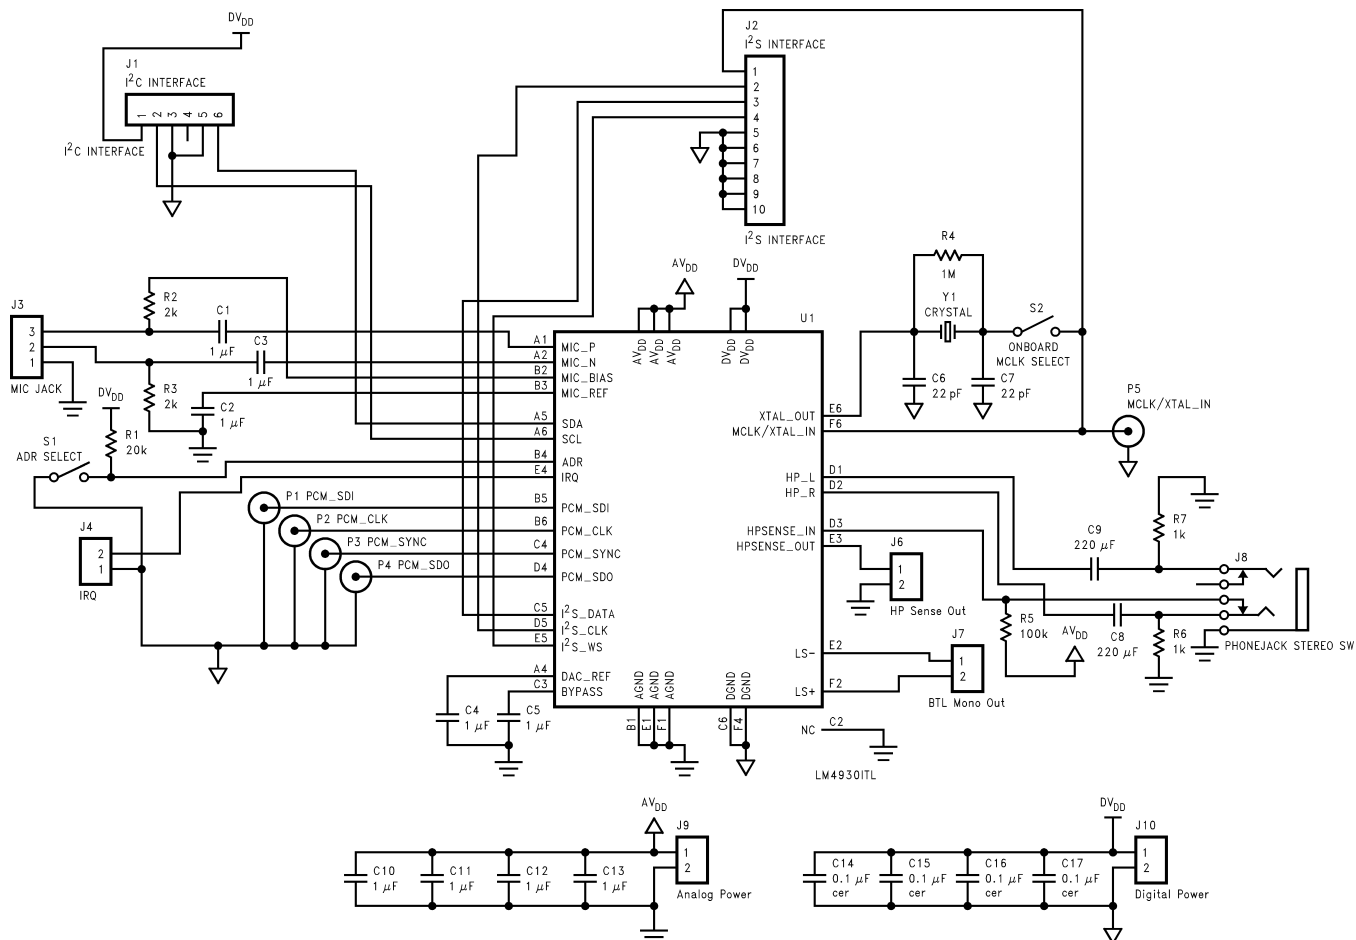 DVDD
J1
I2C INTERFACE
1 2 3 4 5 6
I2C INTERFACE
J2
I2S INTERFACE
1
2
3
4
5
6
7
8
9
10
I2S INTERFACE
R4
1M
Y1
CRYSTAL
S2
ONBOARD
MCLK SELECT
C6
22 pF
C7
22 pF
P5
MCLK/XTAL_IN
AVDD
DVDD
U1
AVDD
AVDD
AVDD
DVDD
DVDD
J3
3
2
1
MIC JACK
R2
2k
C1
1 μF
C3
1 μF
R3
2k
C2
1 μF
DVDD
R1
20k
S1
ADR SELECT
J4
2
1
IRQ
P1 PCM_SDI
P2 PCM_CLK
P3 PCM_SYNC
P4 PCM_SDO
A1 MIC_P
A2 MIC_N
B2 MIC_BIAS
B3 MIC_REF
A5 SDA
A6 SCL
B4 ADR
E4 IRQ
B5 PCM_SDI
B6 PCM_CLK
C4 PCM_SYNC
D4 PCM_SDO
C5 I2S_DATA
D5 I2S_CLK
E5 I2S_WS
A4 DAC_REF
C3 BYPASS
C4
1 μF
C5
1 μF
AGND
AGND
AGND
DGND
DGND
B1
E1
F1
C6
F4
XTAL_OUT E6
MCLK/XTAL_IN F6
HP_L D1
HP_R D2
HPSENSE_IN D3
HPSENSE_OUT E3
LS- E2
LS+ F2
NC C2
LM4930ITL
J6
1
2
HP Sense Out
J7
1
2
BTL Mono Out
C9
220 μF
R7
1k
J8
R5
100k
AVDD
C8
220 μF
R6
1k
PHONEJACK STEREO SW
AVDD
J9
1
2
Analog Power
C10
1 μF
C11
1 μF
C12
1 μF
C13
1 μF
DVDD
J10
1
2
Digital Power
C14
0.1 μF
cer
C15
0.1 μF
cer
C16
0.1 μF
cer
C17
0.1 μF
cer